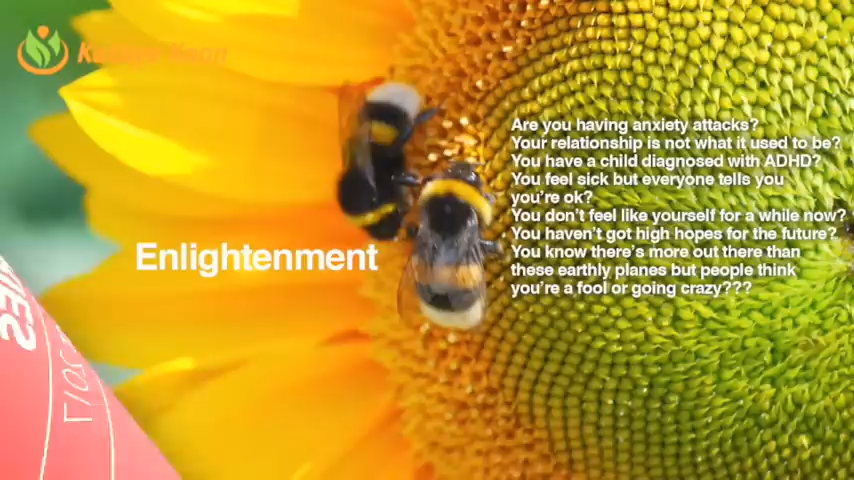 Enlightenment
Are you having anxiety attacks?
Your relationship is not what it used to be?
You have a child diagnosed with ADHD?
You feel sick but everyone tells you
you're ok?
You don't feel like yourself for a while now?
You haven't got high hopes for the future?
You know there's more out there than
these earthly planes but people think
you're a fool or going crazy???